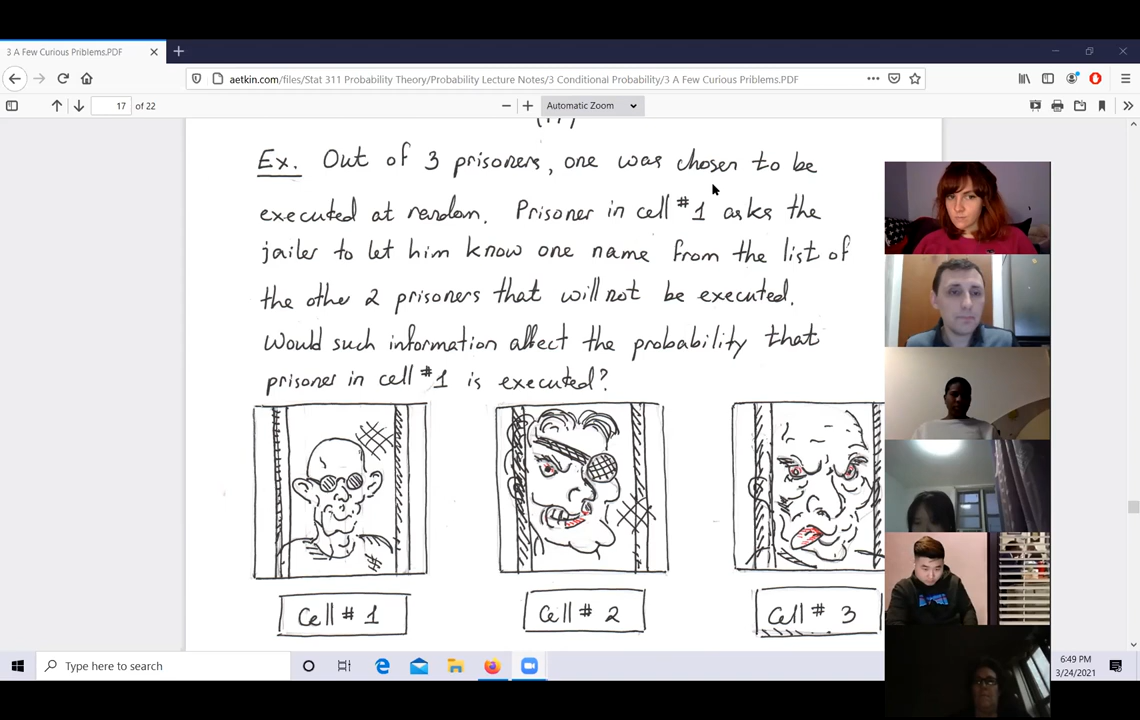 3 A Few Curious Priblems.PDF
aetkin.com/files/Stat 311 Probability Theory/Probability Lecture Notes/3 Conditional Probability/3 A Few Curious Priblems.PDF
17 of 22
Automatic Zoom
(17)
Ex. Out of 3 prisoners, one was chosen to be
executed at random. Prisoner in cell #1 asks the
jailer to let him know one name from the list of
the other 2 prisoners that will not be executed.
Would such information affect the probability that
prisoner in cell #1 is executed?
Cell # 1
Cell # 2
Cell # 3
Type here to search
6:49 PM
3/24/2021